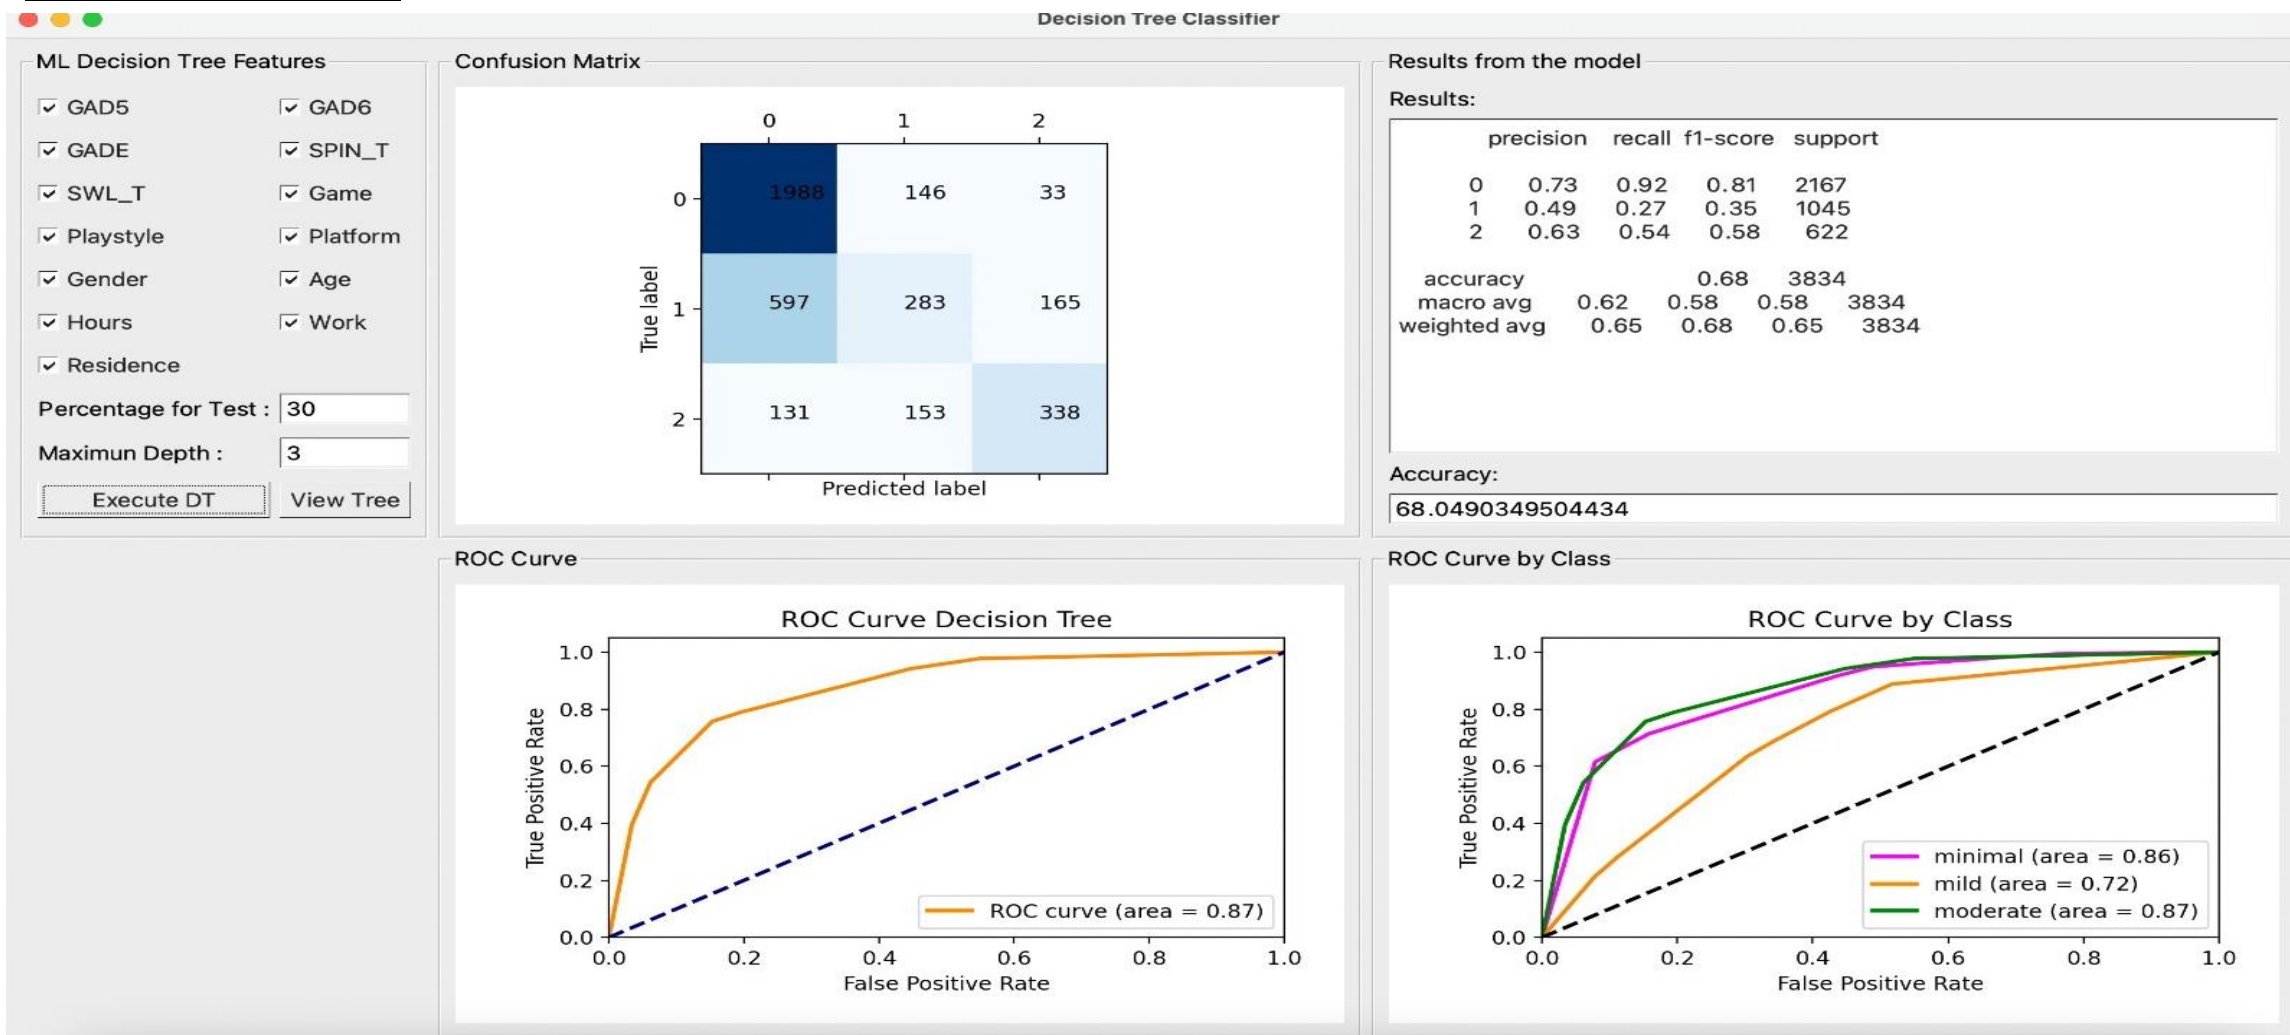 Decision Tree Classifier
ML Decision Tree Features
GAD5 GAD6
GADE SPIN_T
SWL_T Game
Playstyle Platform
Gender Age
Hours Work
Residence
Percentage for Test : 30
Maximun Depth : 3
Execute DT View Tree
Confusion Matrix
0 1 2
0 1988 146 33
1 597 283 165
2 131 153 338
True label
Predicted label
Results from the model
Results:
precision recall f1-score support
0 0.73 0.92 0.81 2167
1 0.49 0.27 0.35 1045
2 0.63 0.54 0.58 622
accuracy 0.68 3834
macro avg 0.62 0.58 0.58 3834
weighted avg 0.65 0.68 0.65 3834
Accuracy:
68.0490349504434
ROC Curve
ROC Curve Decision Tree
True Positive Rate
1.0
0.8
0.6
0.4
0.2
0.0
0.0 0.2 0.4 0.6 0.8 1.0
False Positive Rate
ROC curve (area = 0.87)
ROC Curve by Class
ROC Curve by Class
True Positive Rate
1.0
0.8
0.6
0.4
0.2
0.0
0.0 0.2 0.4 0.6 0.8 1.0
False Positive Rate
minimal (area = 0.86)
mild (area = 0.72)
moderate (area = 0.87)